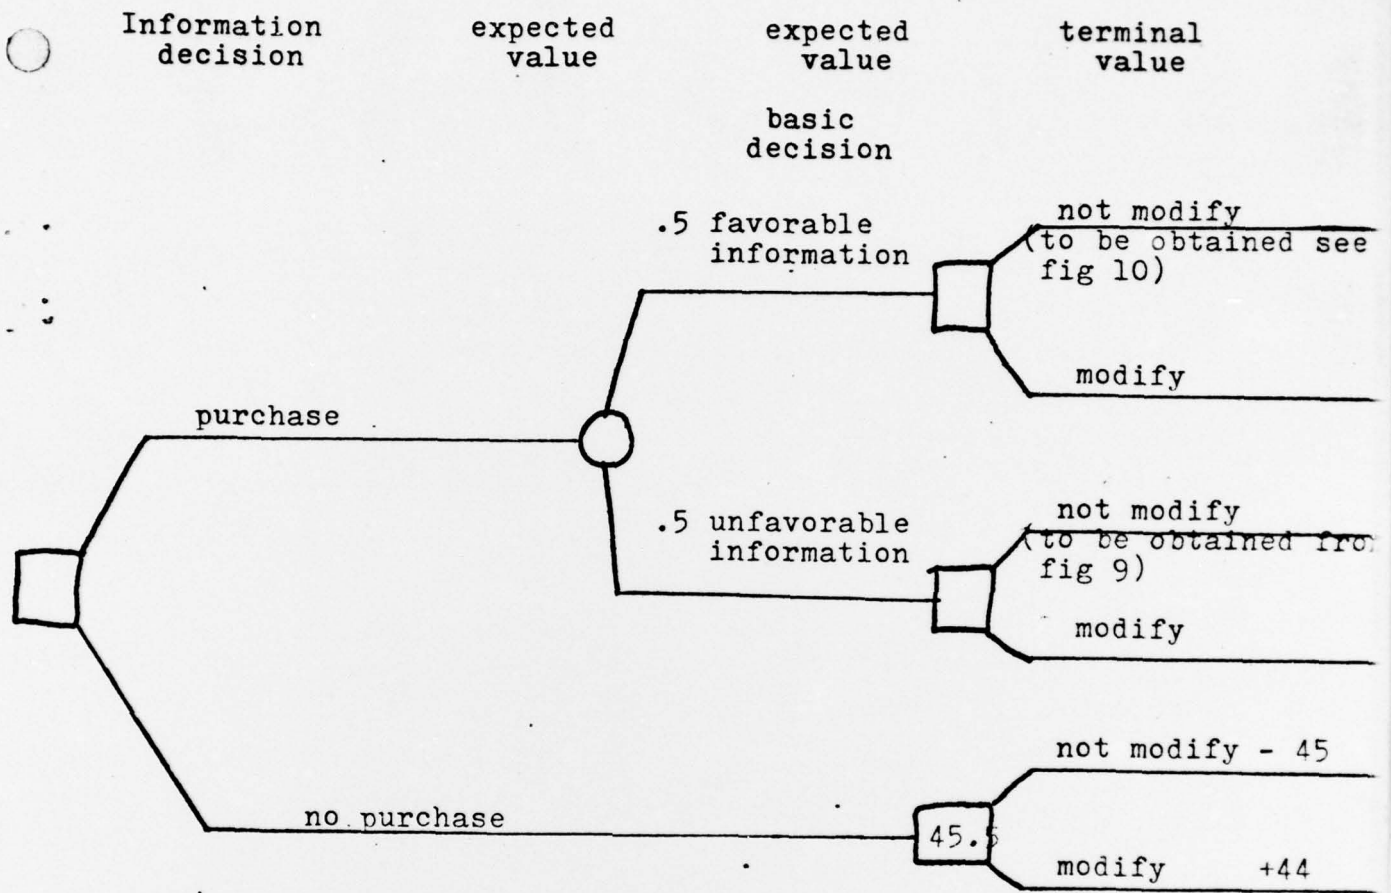 Information decision
expected value
expected value
terminal value
basic decision
.5 favorable information
not modify
(to be obtained see fig 10)
modify
purchase
.5 unfavorable information
not modify
(to be obtained
fig 9)
modify
not modify - 45
no purchase
45.5
modify +44